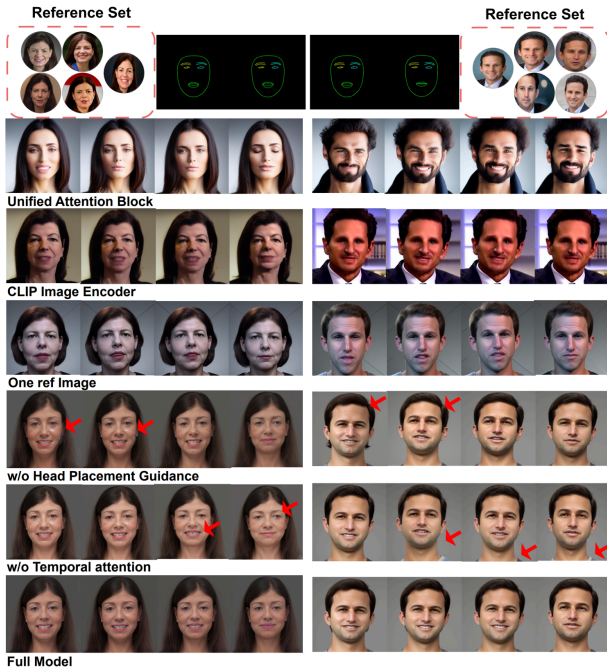 Reference Set
Reference Set
Unified Attention Block
CLIP Image Encoder
One ref Image
w/o Head Placement Guidance
w/o Temporal attention
Full Model